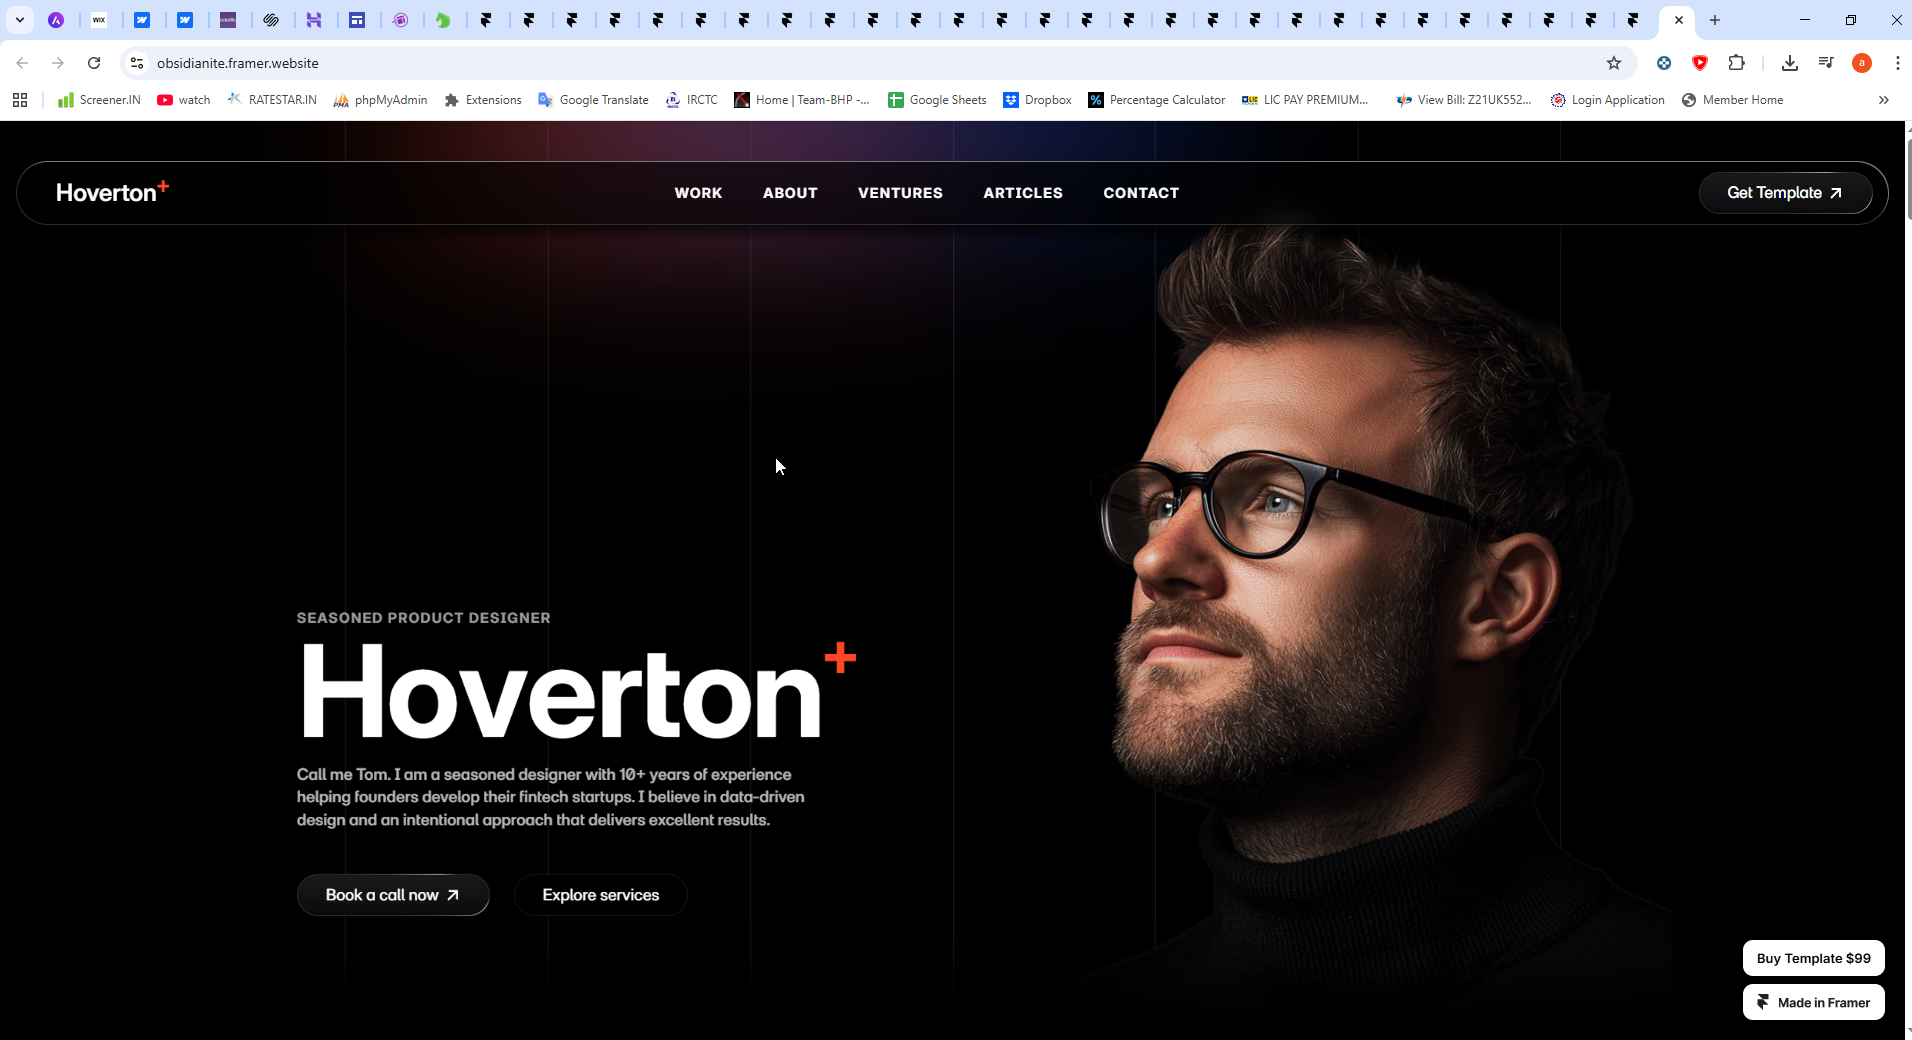 WIX
obsidianite.framer.website
a
Screener.IN
watch
RATESTAR.IN
PMA
phpMyAdmin
Extensions
Google Translate
IRCTC
Home | Team-BHP -...
Google Sheets
Dropbox
%
Percentage Calculator
LIC PAY PREMIUM...
View Bill: Z21UK552...
Login Application
Member Home
Hoverton+
WORK
ABOUT
VENTURES
ARTICLES
CONTACT
Get Template
SEASONED PRODUCT DESIGNER
Hoverton+
Call me Tom. I am a seasoned designer with 10+ years of experience
helping founders develop their fintech startups. I believe in data-driven
design and an intentional approach that delivers excellent results.
Book a call now
Explore services
Buy Template $99
Made in Framer